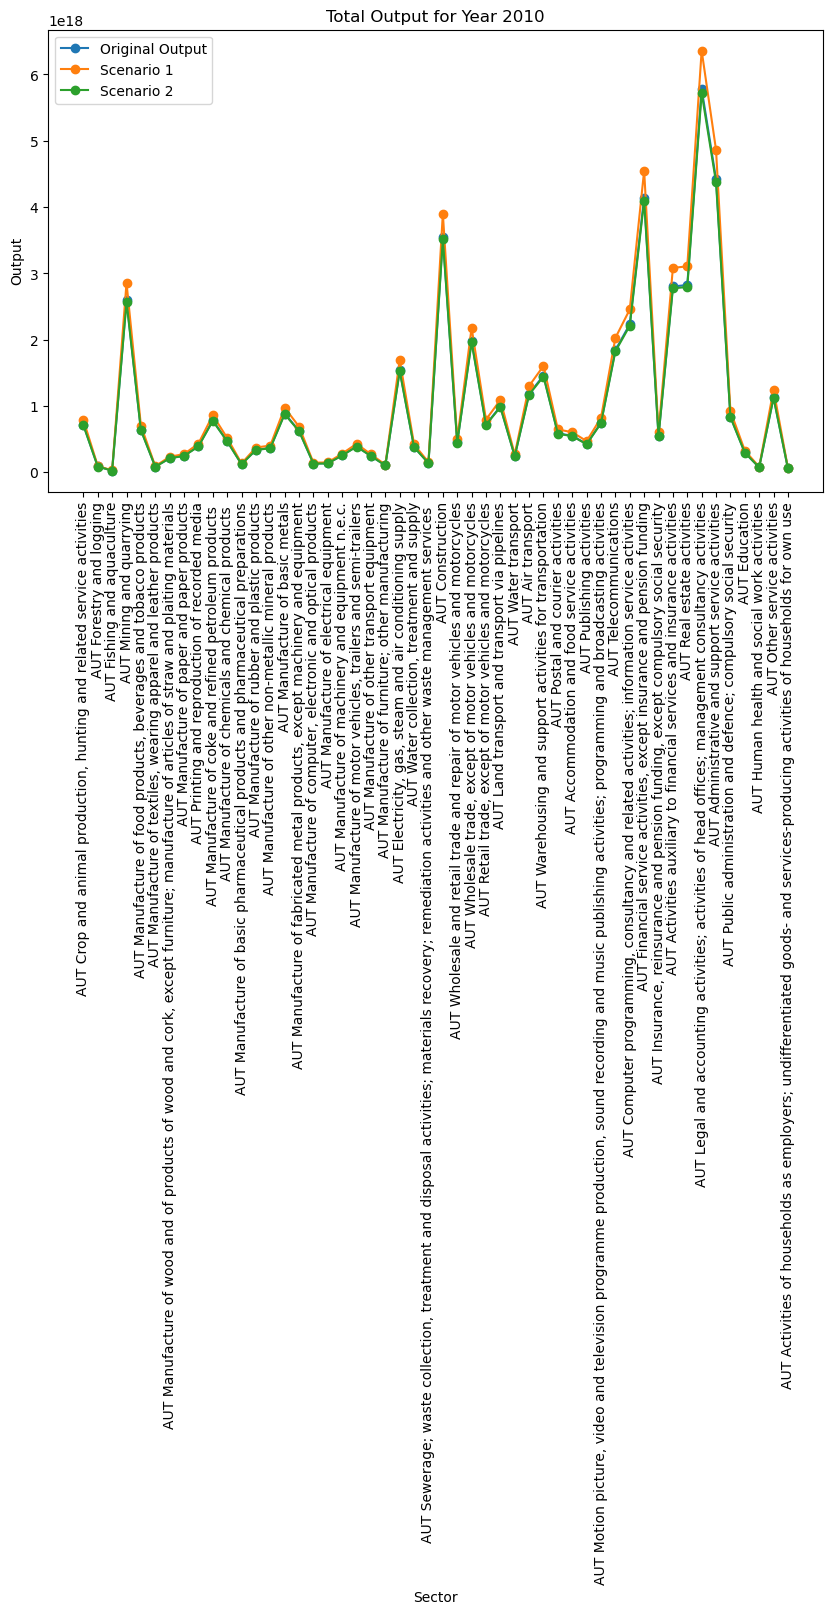 Total Output for Year 2010
1e18
Original Output
Scenario 1
Scenario 2
Output
6
5
4
3
2
1
0
AUT Crop and animal production, hunting and related service activities
AUT Forestry and logging
AUT Fishing and aquaculture
AUT Mining and quarrying
AUT Manufacture of food products, beverages and tobacco products
AUT Manufacture of textiles, wearing apparel and leather products
AUT Manufacture of wood and of products of wood and cork, except furniture; manufacture of articles of straw and plaiting materials
AUT Manufacture of paper and paper products
AUT Printing and reproduction of recorded media
AUT Manufacture of coke and refined petroleum products
AUT Manufacture of chemicals and chemical products
AUT Manufacture of basic pharmaceutical products and pharmaceutical preparations
AUT Manufacture of rubber and plastic products
AUT Manufacture of other non-metallic mineral products
AUT Manufacture of basic metals
AUT Manufacture of fabricated metal products, except machinery and equipment
AUT Manufacture of computer, electronic and optical products
AUT Manufacture of electrical equipment
AUT Manufacture of machinery and equipment n.e.c.
AUT Manufacture of motor vehicles, trailers and semi-trailers
AUT Manufacture of other transport equipment
AUT Manufacture of furniture; other manufacturing
AUT Electricity, gas, steam and air conditioning supply
AUT Water collection, treatment and supply
AUT Sewerage; waste collection, treatment and disposal activities; materials recovery; remediation activities and other waste management services
AUT Construction
AUT Wholesale and retail trade and repair of motor vehicles and motorcycles
AUT Wholesale trade, except of motor vehicles and motorcycles
AUT Retail trade, except of motor vehicles and motorcycles
AUT Land transport and transport via pipelines
AUT Water transport
AUT Air transport
AUT Warehousing and support activities for transportation
AUT Postal and courier activities
AUT Accommodation and food service activities
AUT Publishing activities
AUT Motion picture, video and television programme production, sound recording and music publishing activities; programming and broadcasting activities
AUT Telecommunications
AUT Computer programming, consultancy and related activities; information service activities
AUT Financial service activities, except insurance and pension funding
AUT Insurance, reinsurance and pension funding, except compulsory social security
AUT Activities auxiliary to financial services and insurance activities
AUT Real estate activities
AUT Legal and accounting activities; activities of head offices; management consultancy activities
AUT Administrative and support service activities
AUT Public administration and defence; compulsory social security
AUT Education
AUT Human health and social work activities
AUT Other service activities
AUT Activities of households as employers; undifferentiated goods- and services-producing activities of households for own use
Sector